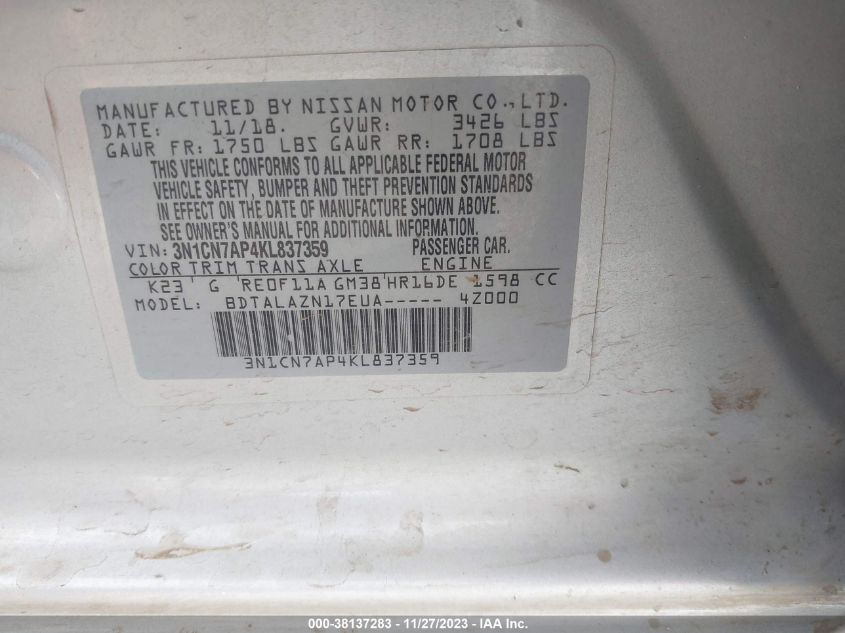 MANUFACTURED BY NISSAN MOTOR CO.,LTD.
DATE: 11/18. GVWR: 3426 LBS
GAWR FR: 1750 LBS GAWR RR: 1708 LBS
THIS VEHICLE CONFORMS TO ALL APPLICABLE FEDERAL MOTOR
VEHICLE SAFETY, BUMPER AND THEFT PREVENTION STANDARDS
IN EFFECT ON THE DATE OF MANUFACTURE SHOWN ABOVE.
SEE OWNER'S MANUAL FOR ADDITIONAL INFORMATION.
VIN: 3N1CN7AP4KL837359 PASSENGER CAR.
COLOR TRIM TRANS AXLE ENGINE
K23 G RE0F11A GM38 HR16DE 1598 CC
MODEL: BDTALAZN17EUA----- 4Z000
3N1CN7AP4KL837359
000-38137283 - 11/27/2023 - IAA Inc.